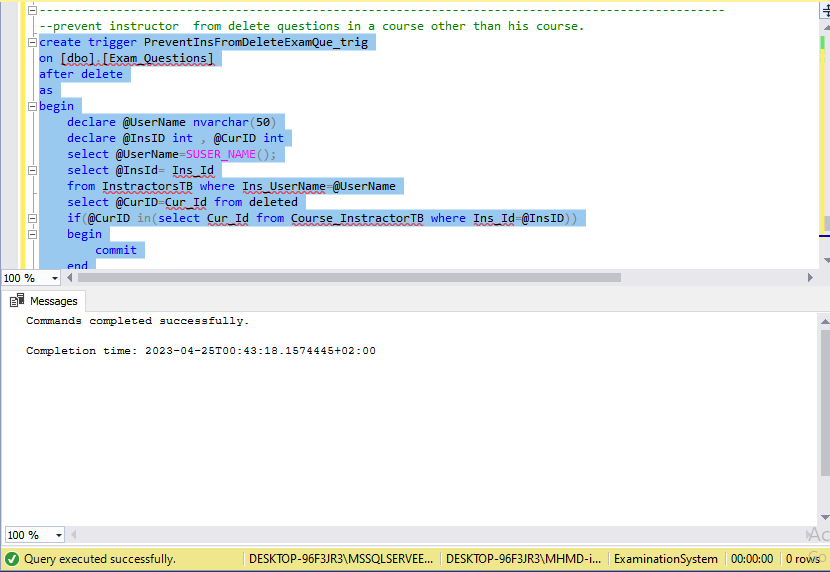 --------------------------------------------------------------------------------------------
--prevent instructor  from delete questions in a course other than his course.
create trigger PreventInsFromDeleteExamQue_trig
on [dbo].[Exam_Questions]
after delete
as
begin
declare @UserName nvarchar(50)
declare @InsID int , @CurID int
select @UserName=SUSER_NAME();
select @InsId= Ins_Id
from InstractorsTB where Ins_UserName=@UserName
select @CurID=Cur_Id from deleted
if(@CurID in(select Cur_Id from Course_InstractorTB where Ins_Id=@InsID))
begin
commit
end
100 %
Messages
Commands completed successfully.
Completion time: 2023-04-25T00:43:18.1574445+02:00
100 %
Query executed successfully.
DESKTOP-96F3JR3\MSSQLSERVEE...
DESKTOP-96F3JR3\MHMD-i...
ExaminationSystem
00:00:00
0 rows